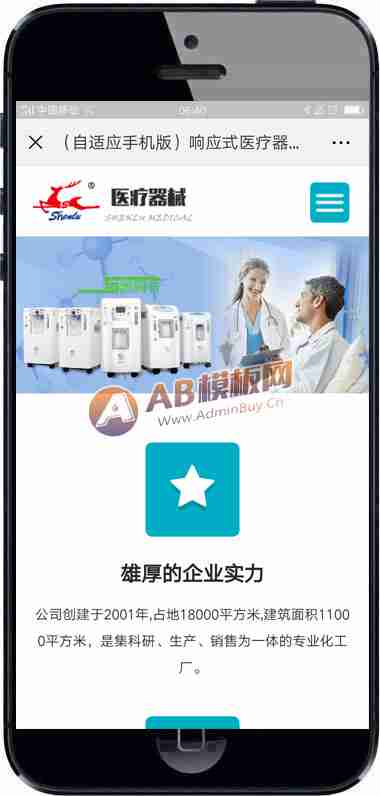 中国移动
06:40
（自适应手机版）响应式医疗器...
Shenlu
®
医疗器械
SHENLU MEDICAL
AB模板网
www.AdminBuy.Cn
雄厚的企业实力
公司创建于2001年,占地18000平方米,建筑面积1100
0平方米，是集科研、生产、销售为一体的专业化工
厂。